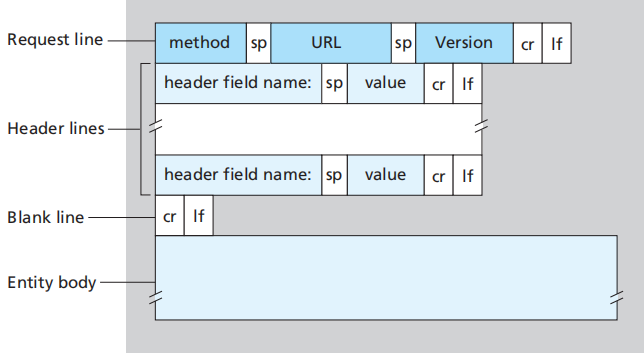 Request line method sp URL sp Version cr lf
header field name: sp value cr lf
Header lines
header field name: sp value cr lf
Blank line cr lf
Entity body